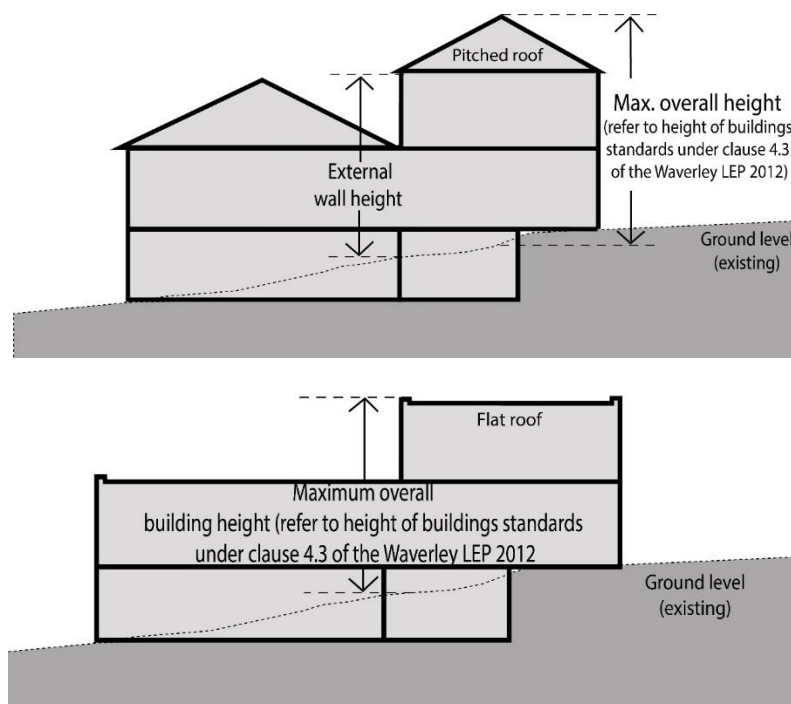 Pitched roof
Max. overall height
(refer to height of buildings
standards under clause 4.3
of the Waverley LEP 2012)
External
wall height
Ground level
(existing)
Flat roof
Maximum overall
building height (refer to height of buildings standards
under clause 4.3 of the Waverley LEP 2012
Ground level
(existing)